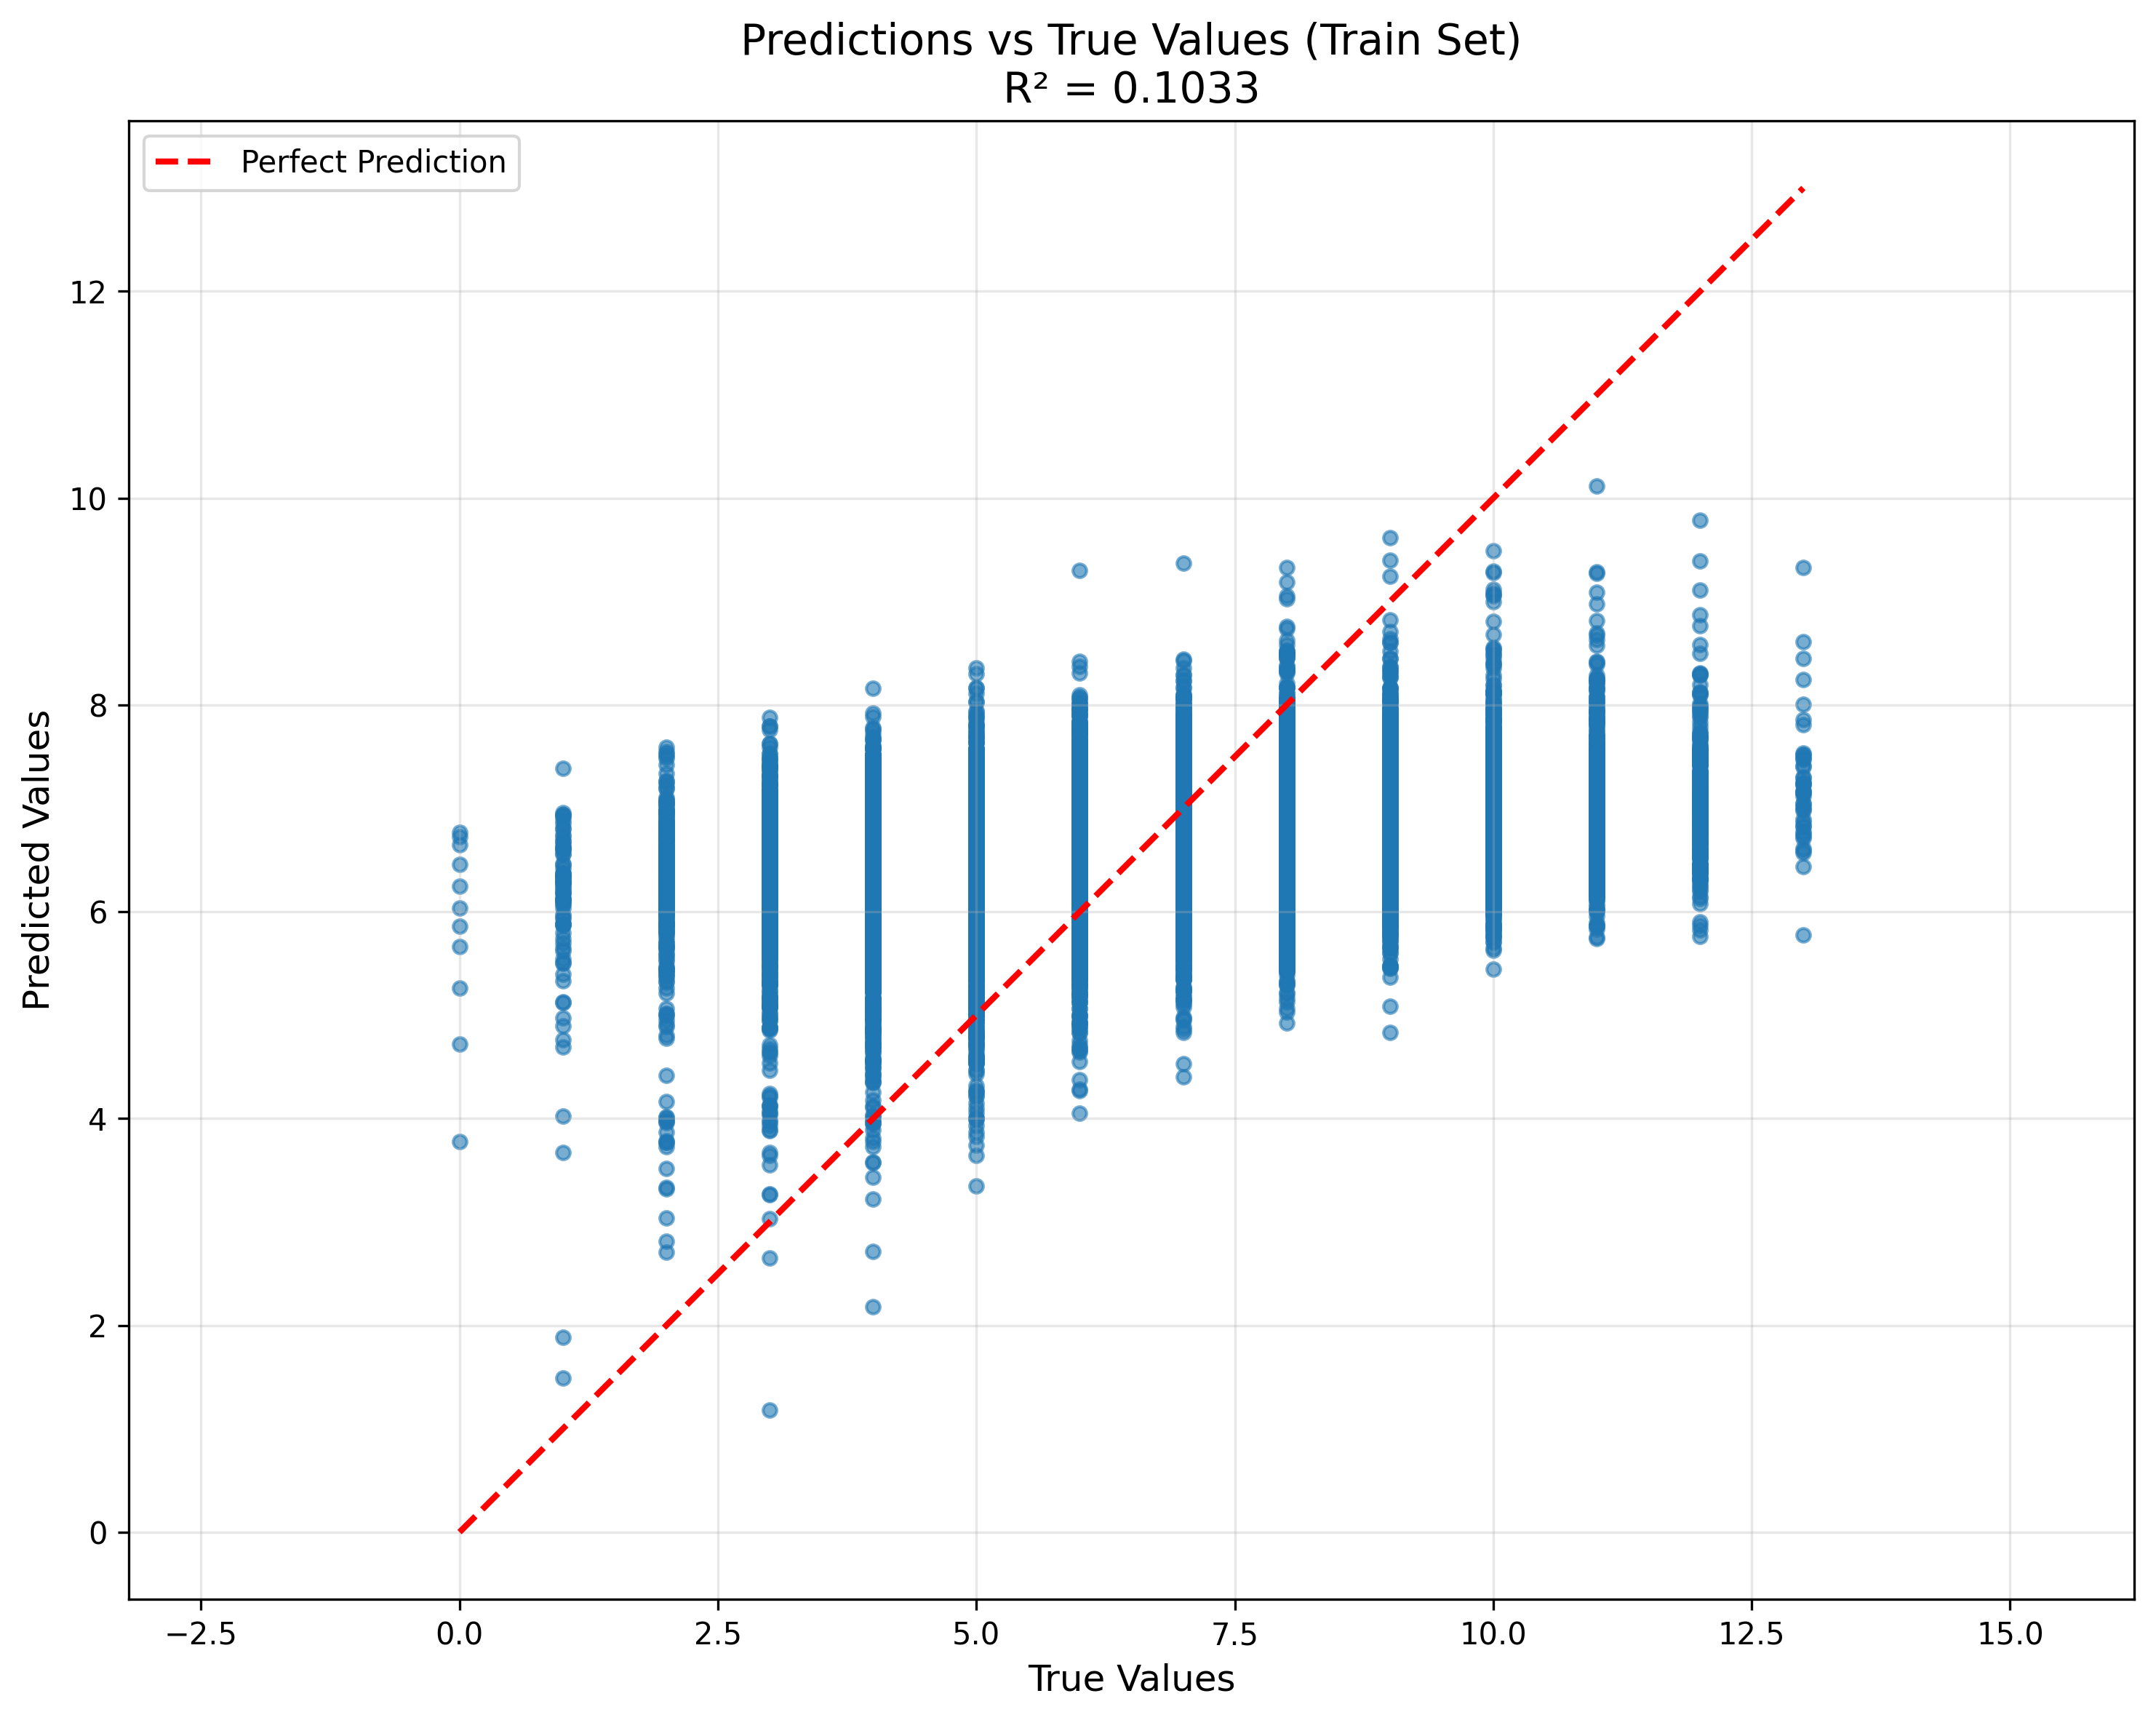 Predictions vs True Values (Train Set)
R² = 0.1033
Perfect Prediction
12
10
8
6
4
2
0
Predicted Values
−2.5 0.0 2.5 5.0 7.5 10.0 12.5 15.0
True Values